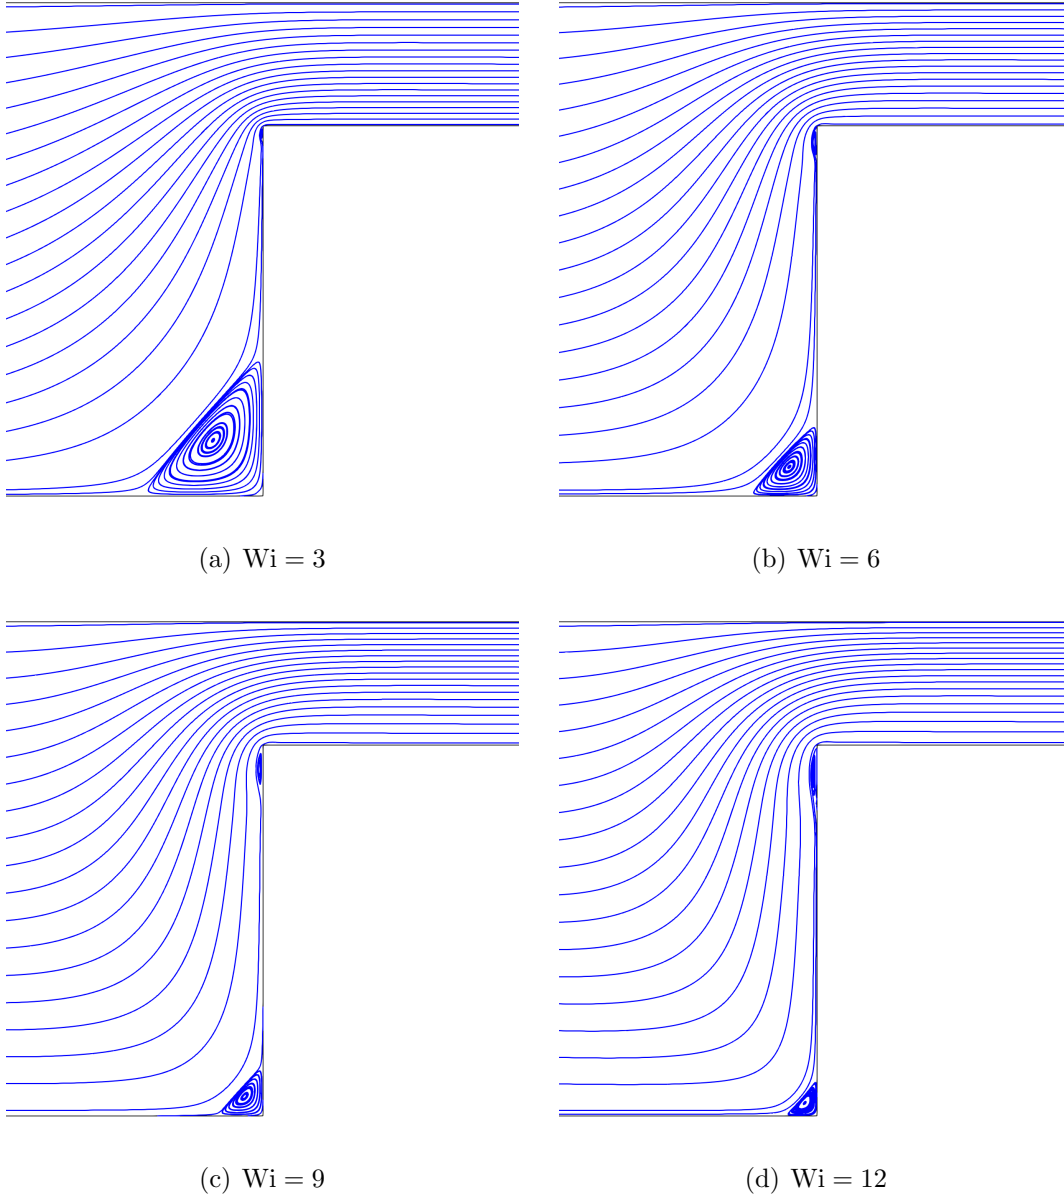 (a) Wi = 3
(b) Wi = 6
(c) Wi = 9
(d) Wi = 12